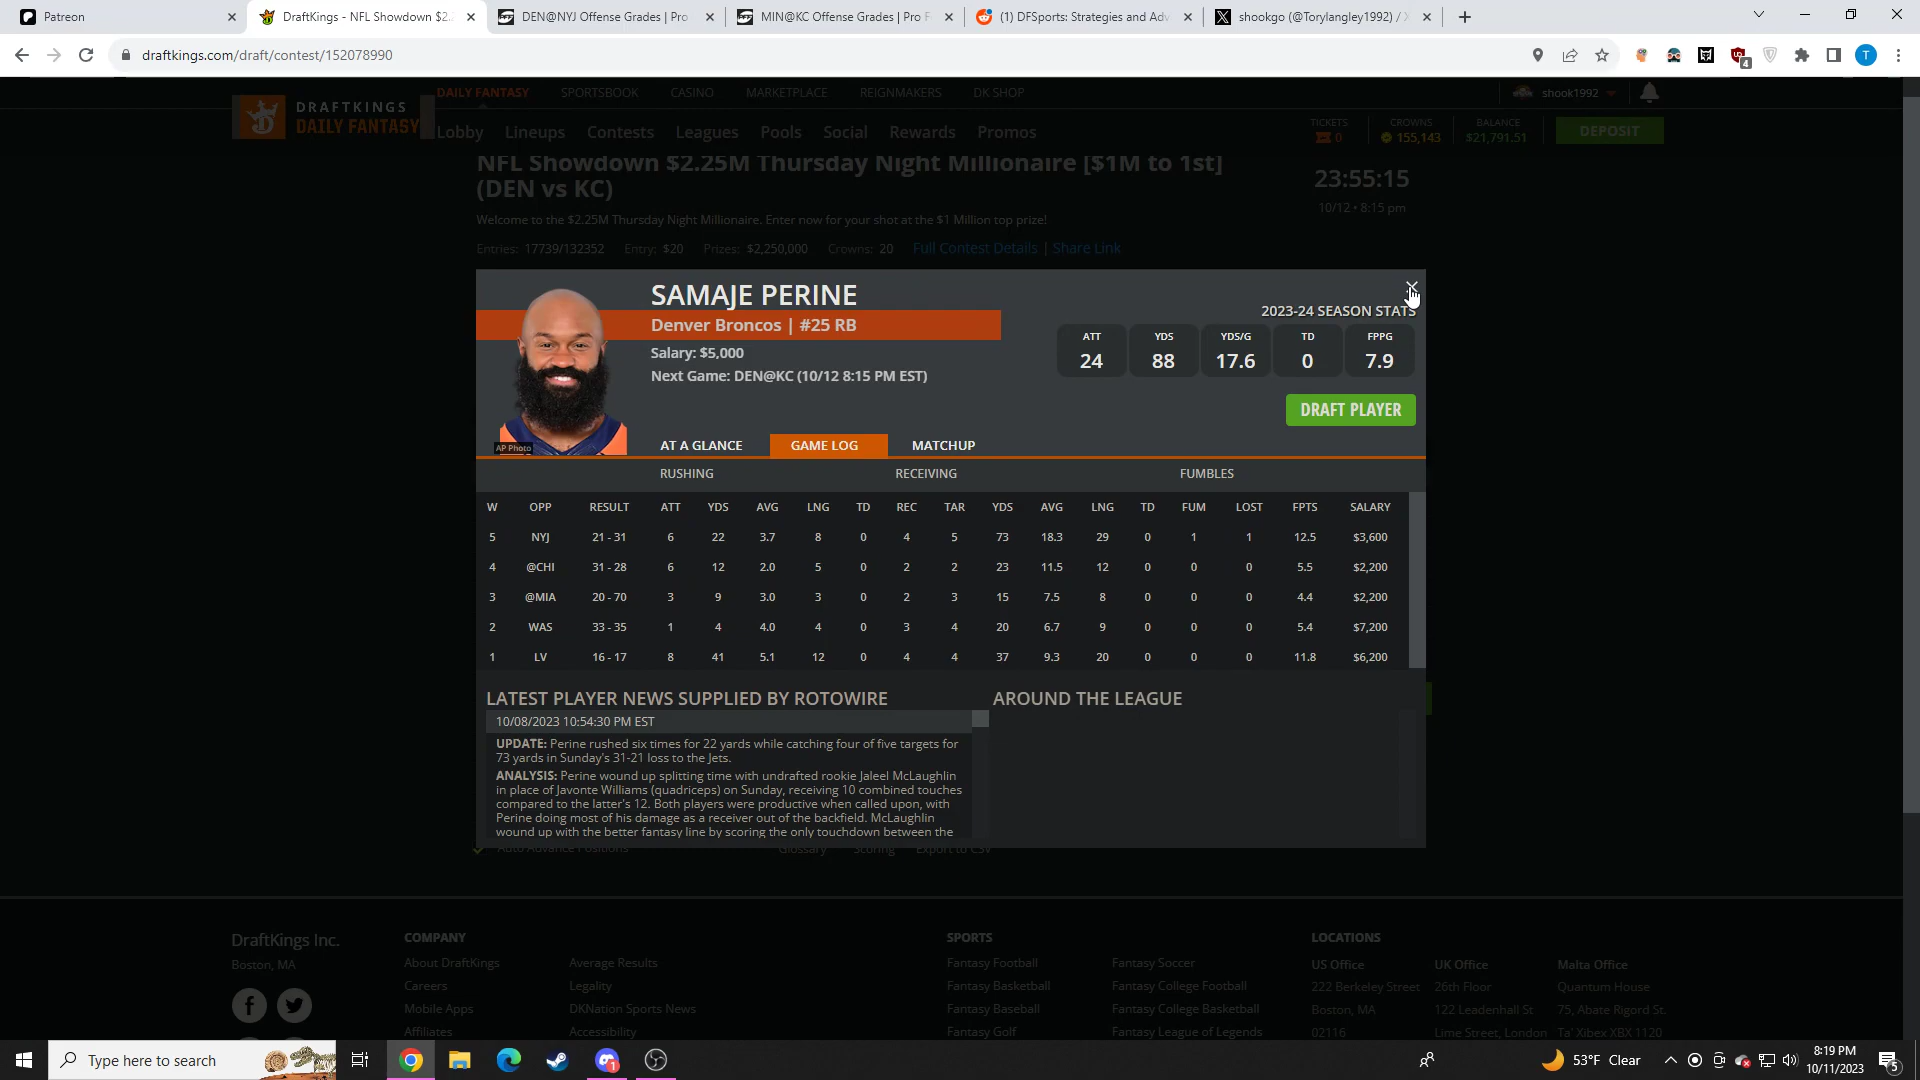 Patreon
DraftKings - NFL Showdown $2.
DEN@NYJ Offense Grades | Pro
MIN@KC Offense Grades | Pro F
(1) DFSports: Strategies and Adv
shookgo (@Torylangley1992) / X
draftkings.com/draft/contest/152078990
4
T
DRAFTKINGS
DAILY FANTASY
DAILY FANTASY SPORTSBOOK CASINO MARKETPLACE REIGNMAKERS DK SHOP
shook1992
Lobby Lineups Contests Leagues Pools Social Rewards Promos
TICKETS CROWNS BALANCE
0 155,143 $21,791.51
DEPOSIT
NFL Showdown $2.25M Thursday Night Millionaire [$1M to 1st]
(DEN vs KC)
23:55:15
10/12 • 8:15 pm
Welcome to the $2.25M Thursday Night Millionaire. Enter now for your shot at the $1 Million top prize!
Entries: 17739/132352 Entry: $20 Prizes: $2,250,000 Crowns: 20 Full Contest Details | Share Link
SAMAJE PERINE
Denver Broncos | #25 RB
Salary: $5,000
Next Game: DEN@KC (10/12 8:15 PM EST)
AP Photo
2023-24 SEASON STATS
ATT YDS YDS/G TD FPPG
24 88 17.6 0 7.9
DRAFT PLAYER
AT A GLANCE GAME LOG MATCHUP
RUSHING RECEIVING FUMBLES
W OPP RESULT ATT YDS AVG LNG TD REC TAR YDS AVG LNG TD FUM LOST FPTS SALARY
5 NYJ 21 - 31 6 22 3.7 8 0 4 5 73 18.3 29 0 1 1 12.5 $3,600
4 @CHI 31 - 28 6 12 2.0 5 0 2 2 23 11.5 12 0 0 0 5.5 $2,200
3 @MIA 20 - 70 3 9 3.0 3 0 2 3 15 7.5 8 0 0 0 4.4 $2,200
2 WAS 33 - 35 1 4 4.0 4 0 3 4 20 6.7 9 0 0 0 5.4 $7,200
1 LV 16 - 17 8 41 5.1 12 0 4 4 37 9.3 20 0 0 0 11.8 $6,200
LATEST PLAYER NEWS SUPPLIED BY ROTOWIRE
AROUND THE LEAGUE
10/08/2023 10:54:30 PM EST
UPDATE: Perine rushed six times for 22 yards while catching four of five targets for
73 yards in Sunday's 31-21 loss to the Jets.
ANALYSIS: Perine wound up splitting time with undrafted rookie Jaleel McLaughlin
in place of Javonte Williams (quadriceps) on Sunday, receiving 10 combined touches
compared to the latter's 12. Both players were productive when called upon, with
Perine doing most of his damage as a receiver out of the backfield. McLaughlin
wound up with the better fantasy line by scoring the only touchdown between the
Auto Advance Positions Glossary Scoring Export to CSV
DraftKings Inc.
Boston, MA
COMPANY
About DraftKings Average Results
Careers Legality
Mobile Apps DKNation Sports News
Affiliates Accessibility
SPORTS
Fantasy Football Fantasy Soccer
Fantasy Basketball Fantasy College Football
Fantasy Baseball Fantasy College Basketball
Fantasy Golf Fantasy League of Legends
LOCATIONS
US Office UK Office Malta Office
222 Berkeley Street 26th Floor Quantum House
Boston, MA 122 Leadenhall St 75, Abate Rigord St.
02116 Lime Street, London Ta' Xibex XBX 1120
Type here to search
1
53°F Clear
8:19 PM
10/11/2023
5